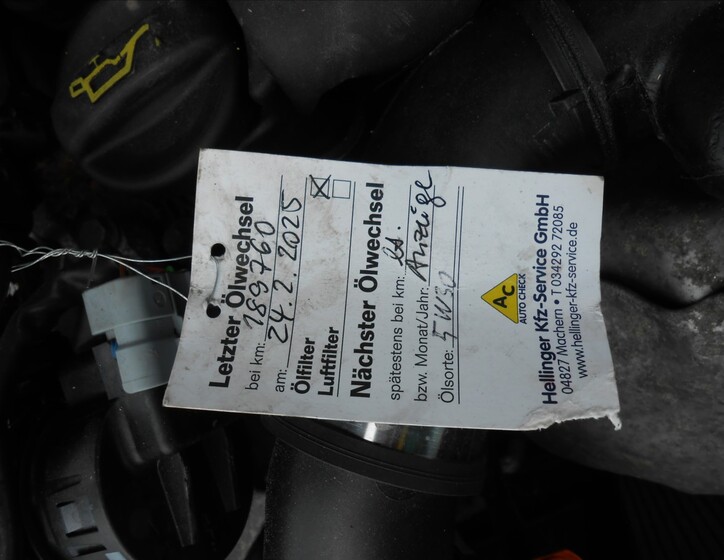 Letzter Ölwechsel
bei km: 189760
am: 24.2.2025
Ölfilter
Luftfilter
Nächster Ölwechsel
spätestens bei km: lt.
bzw. Monat/Jahr: Anzeige
Ölsorte: 5W30
AC
AUTO CHECK
Hellinger Kfz-Service GmbH
04827 Machern • T 034292 72085
www.hellinger-kfz-service.de